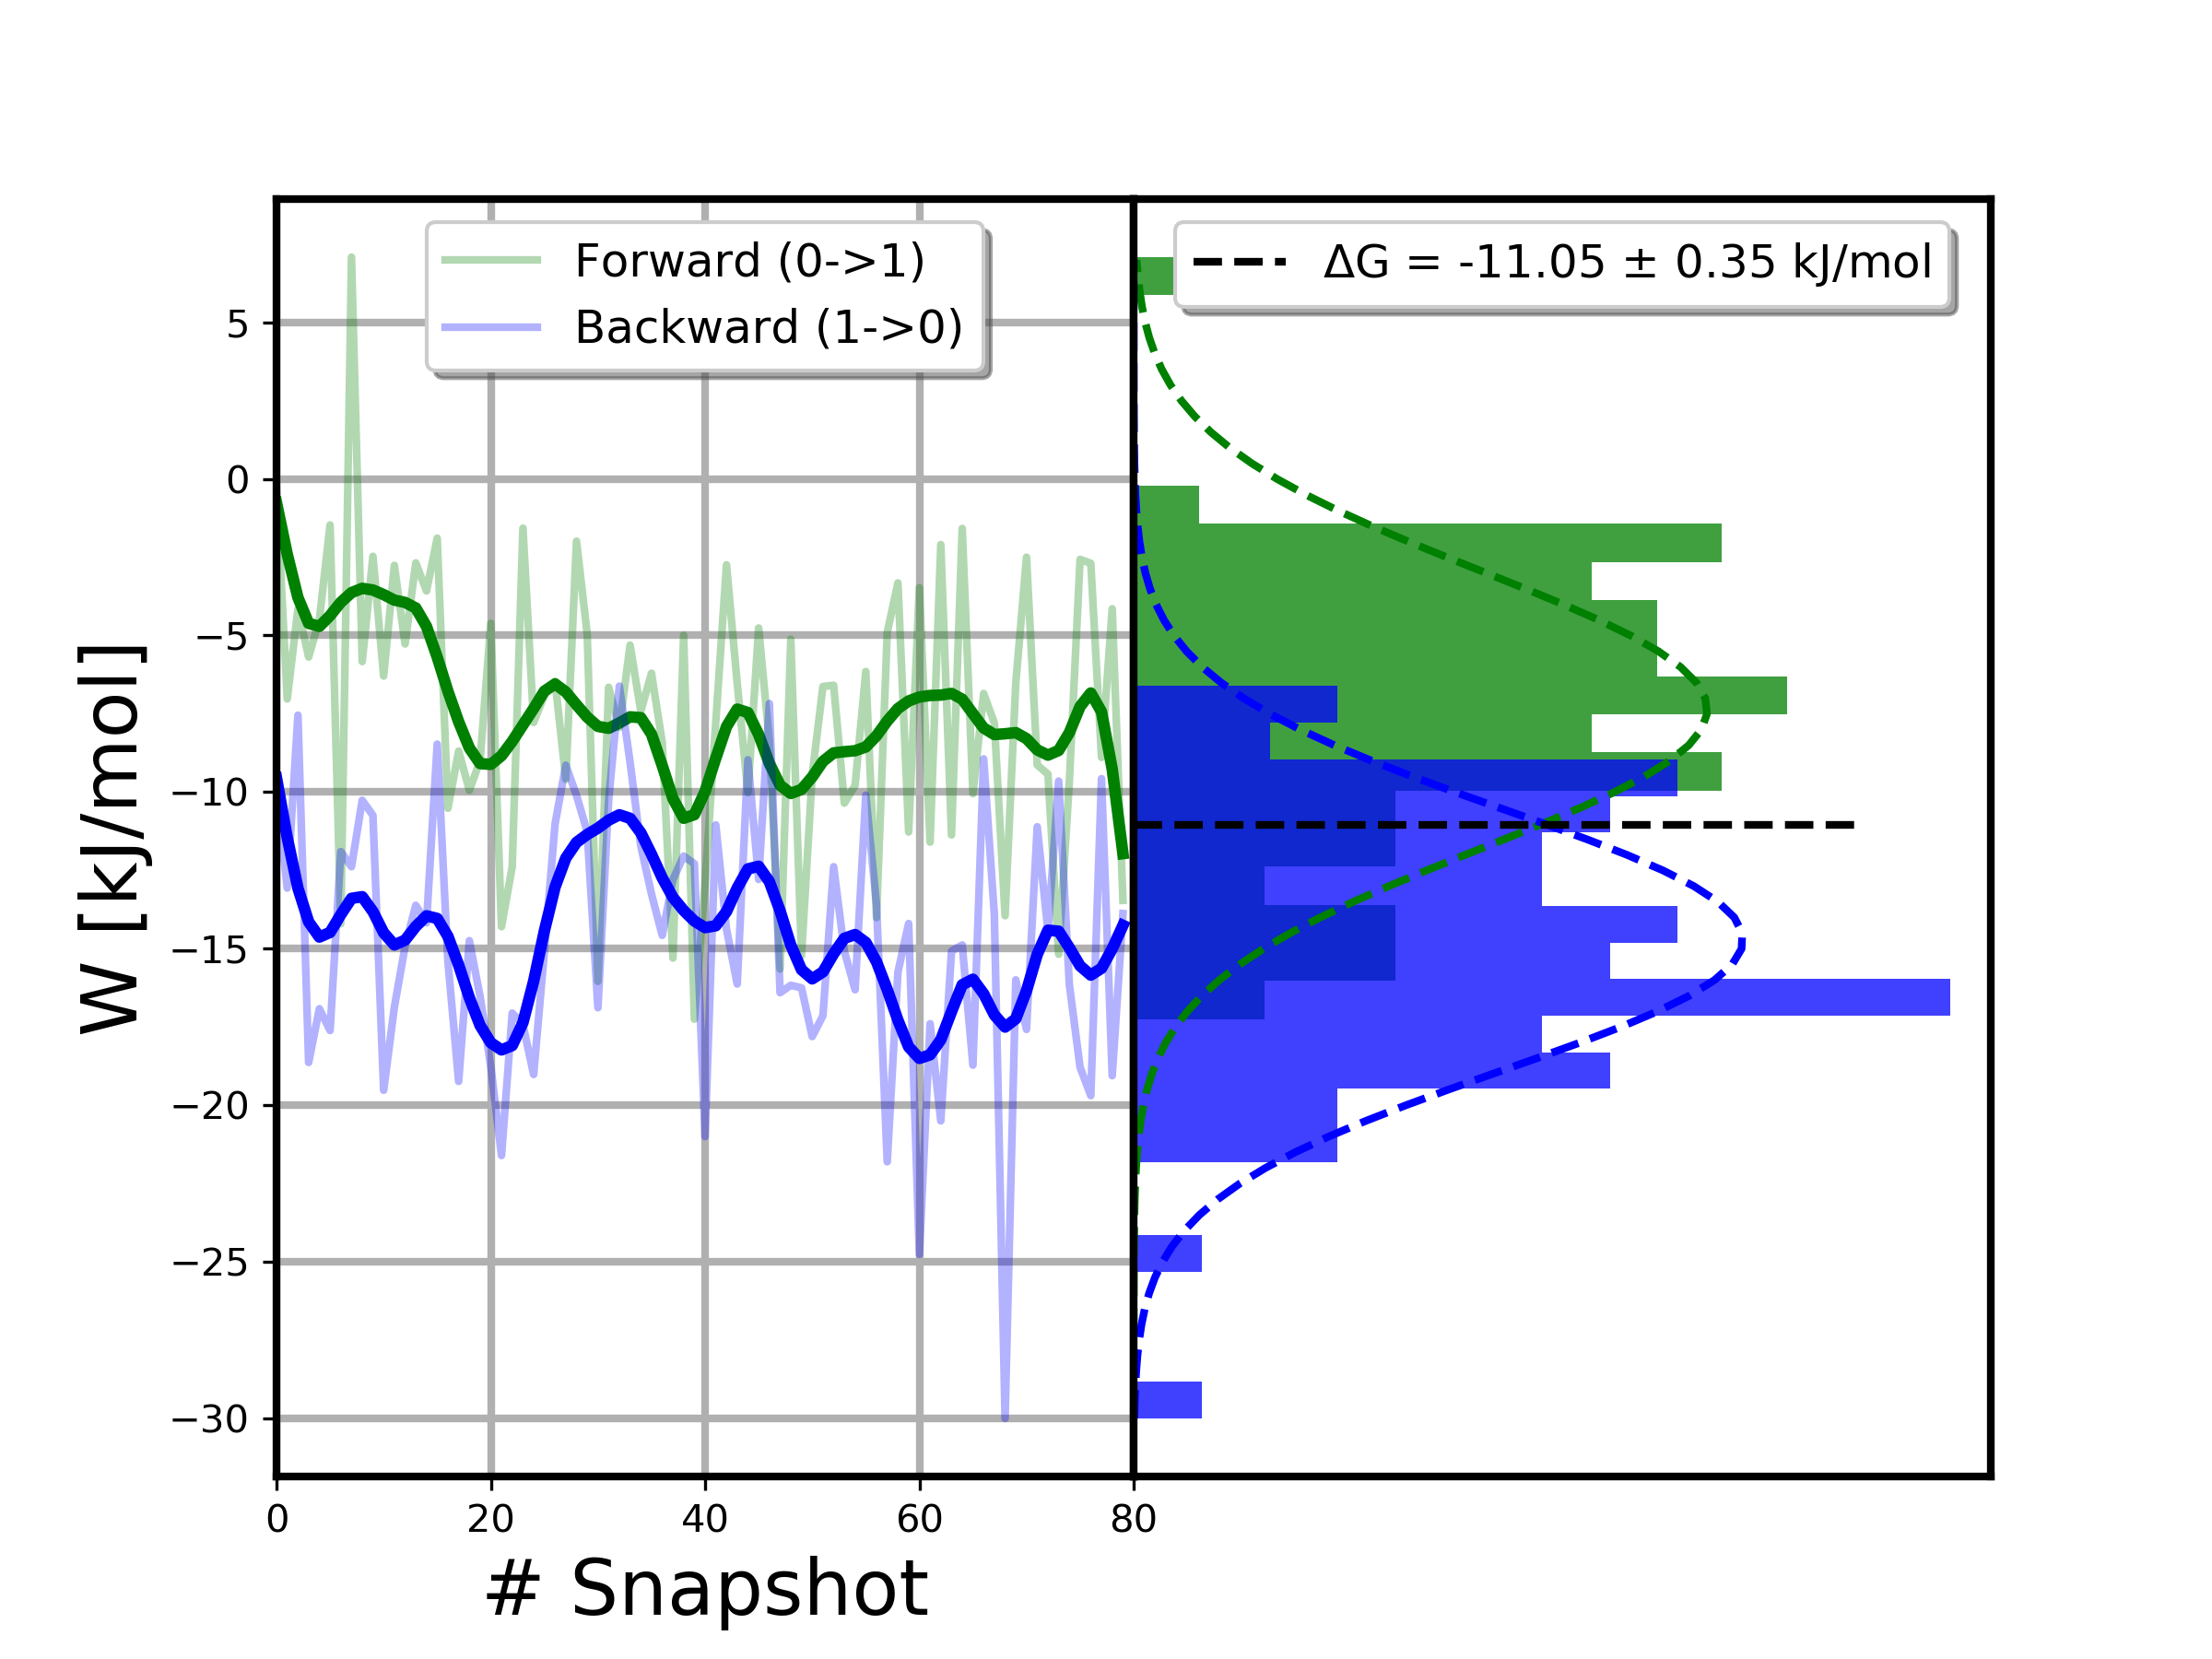 Forward (0->1)
Backward (1->0)
ΔG = -11.05 ± 0.35 kJ/mol
5
0
−5
−10
−15
−20
−25
−30
W [kJ/mol]
0 20 40 60 80
# Snapshot